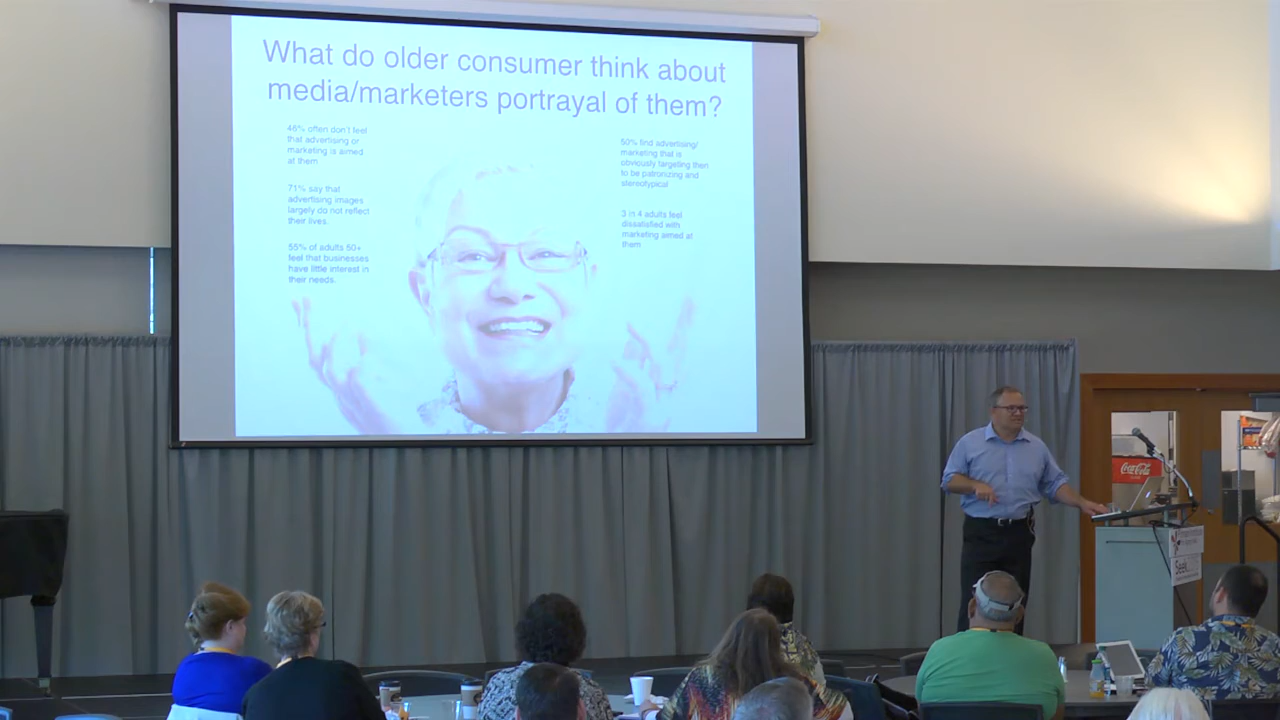 What do older consumer think about
media/marketers portrayal of them?
46% often don't feel
that advertising or
marketing is aimed
at them
71% say that
advertising images
largely do not reflect
their lives.
55% of adults 50+
feel that businesses
have little interest in
their needs.
50% find advertising/
marketing that is
obviously targeting them
to be patronizing and
stereotypical
3 in 4 adults feel
dissatisfied with
marketing aimed at
them
Coca-Cola
Seek